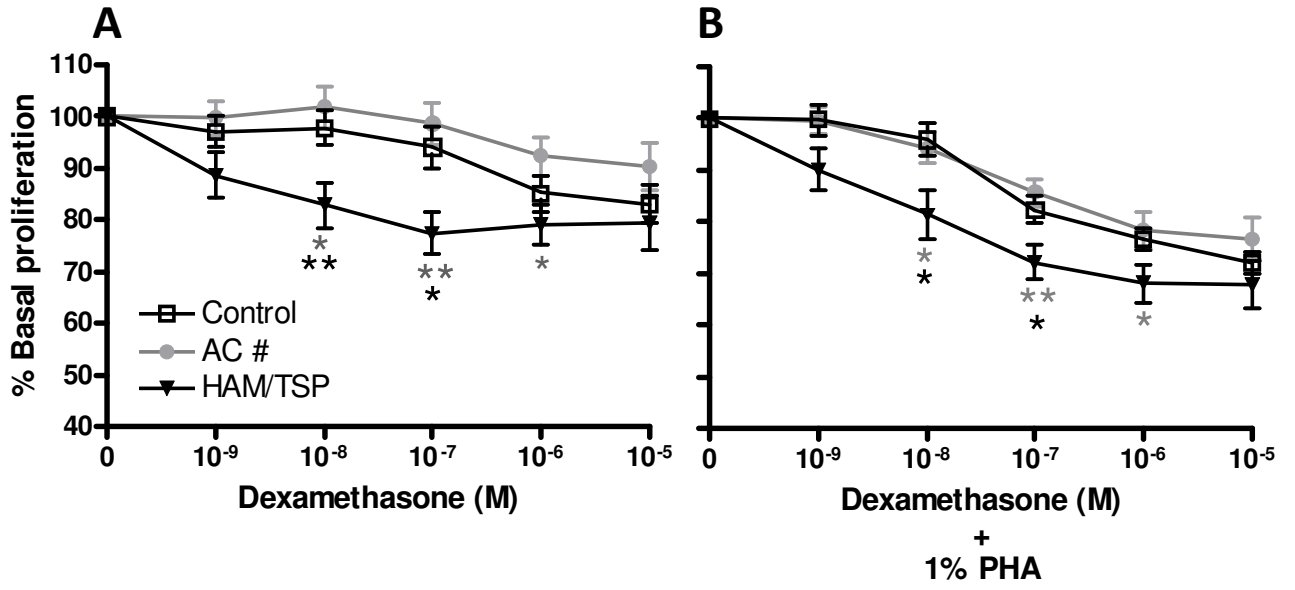 A
B
110
100
90
80
70
60
50
40
% Basal proliferation
*
**
**
*
*
*
*
**
*
*
Control
AC #
HAM/TSP
0 10-9 10-8 10-7 10-6 10-5
0 10-9 10-8 10-7 10-6 10-5
Dexamethasone (M)
Dexamethasone (M)
+
1% PHA